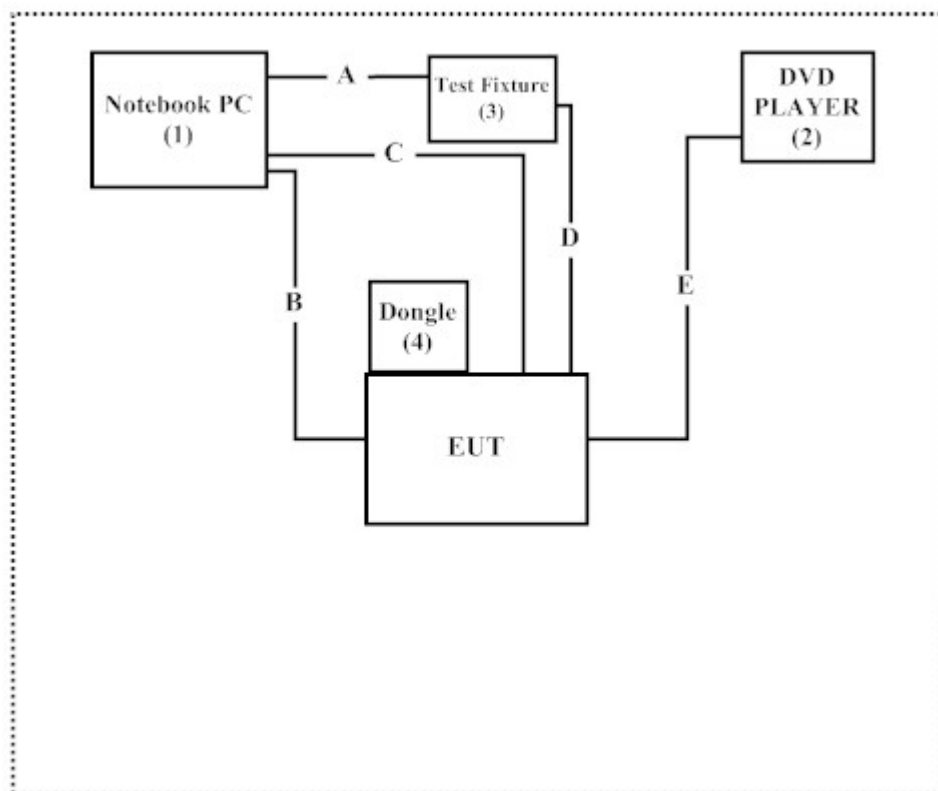 Notebook PC
(1)
A
Test Fixture
(3)
DVD
PLAYER
(2)
C
D
B
E
Dongle
(4)
EUT